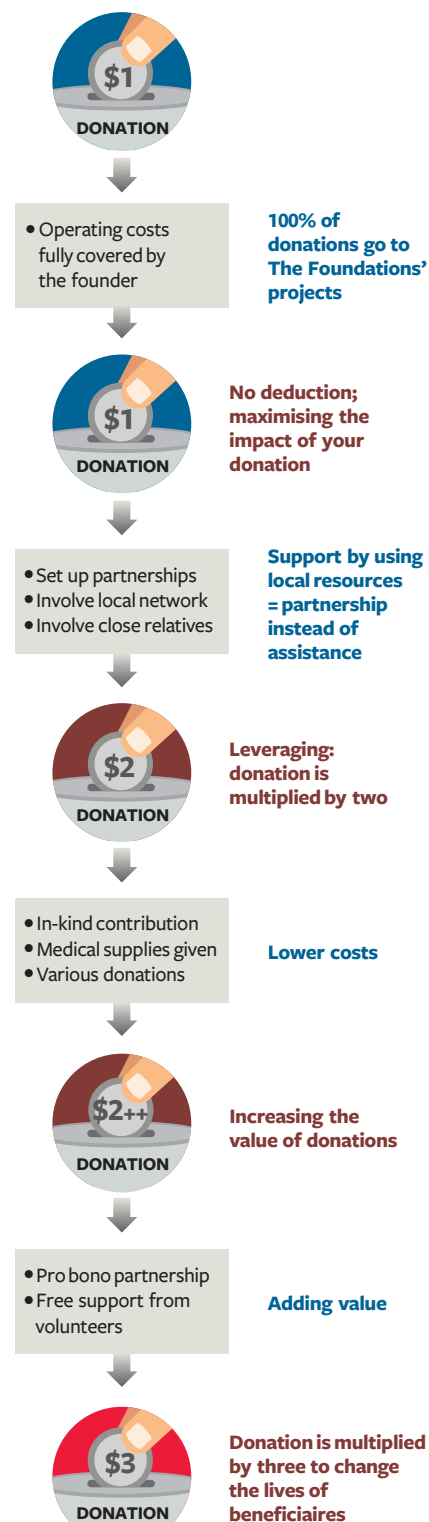 $1
DONATION
• Operating costs
fully covered by
the founder
100% of
donations go to
The Foundations’
projects
$1
DONATION
No deduction;
maximising the
impact of your
donation
• Set up partnerships
• Involve local network
• Involve close relatives
Support by using
local resources
= partnership
instead of
assistance
$2
DONATION
Leveraging:
donation is
multiplied by two
• In-kind contribution
• Medical supplies given
• Various donations
Lower costs
$2++
DONATION
Increasing the
value of donations
• Pro bono partnership
• Free support from
volunteers
Adding value
$3
DONATION
Donation is multiplied
by three to change
the lives of
beneficiaires